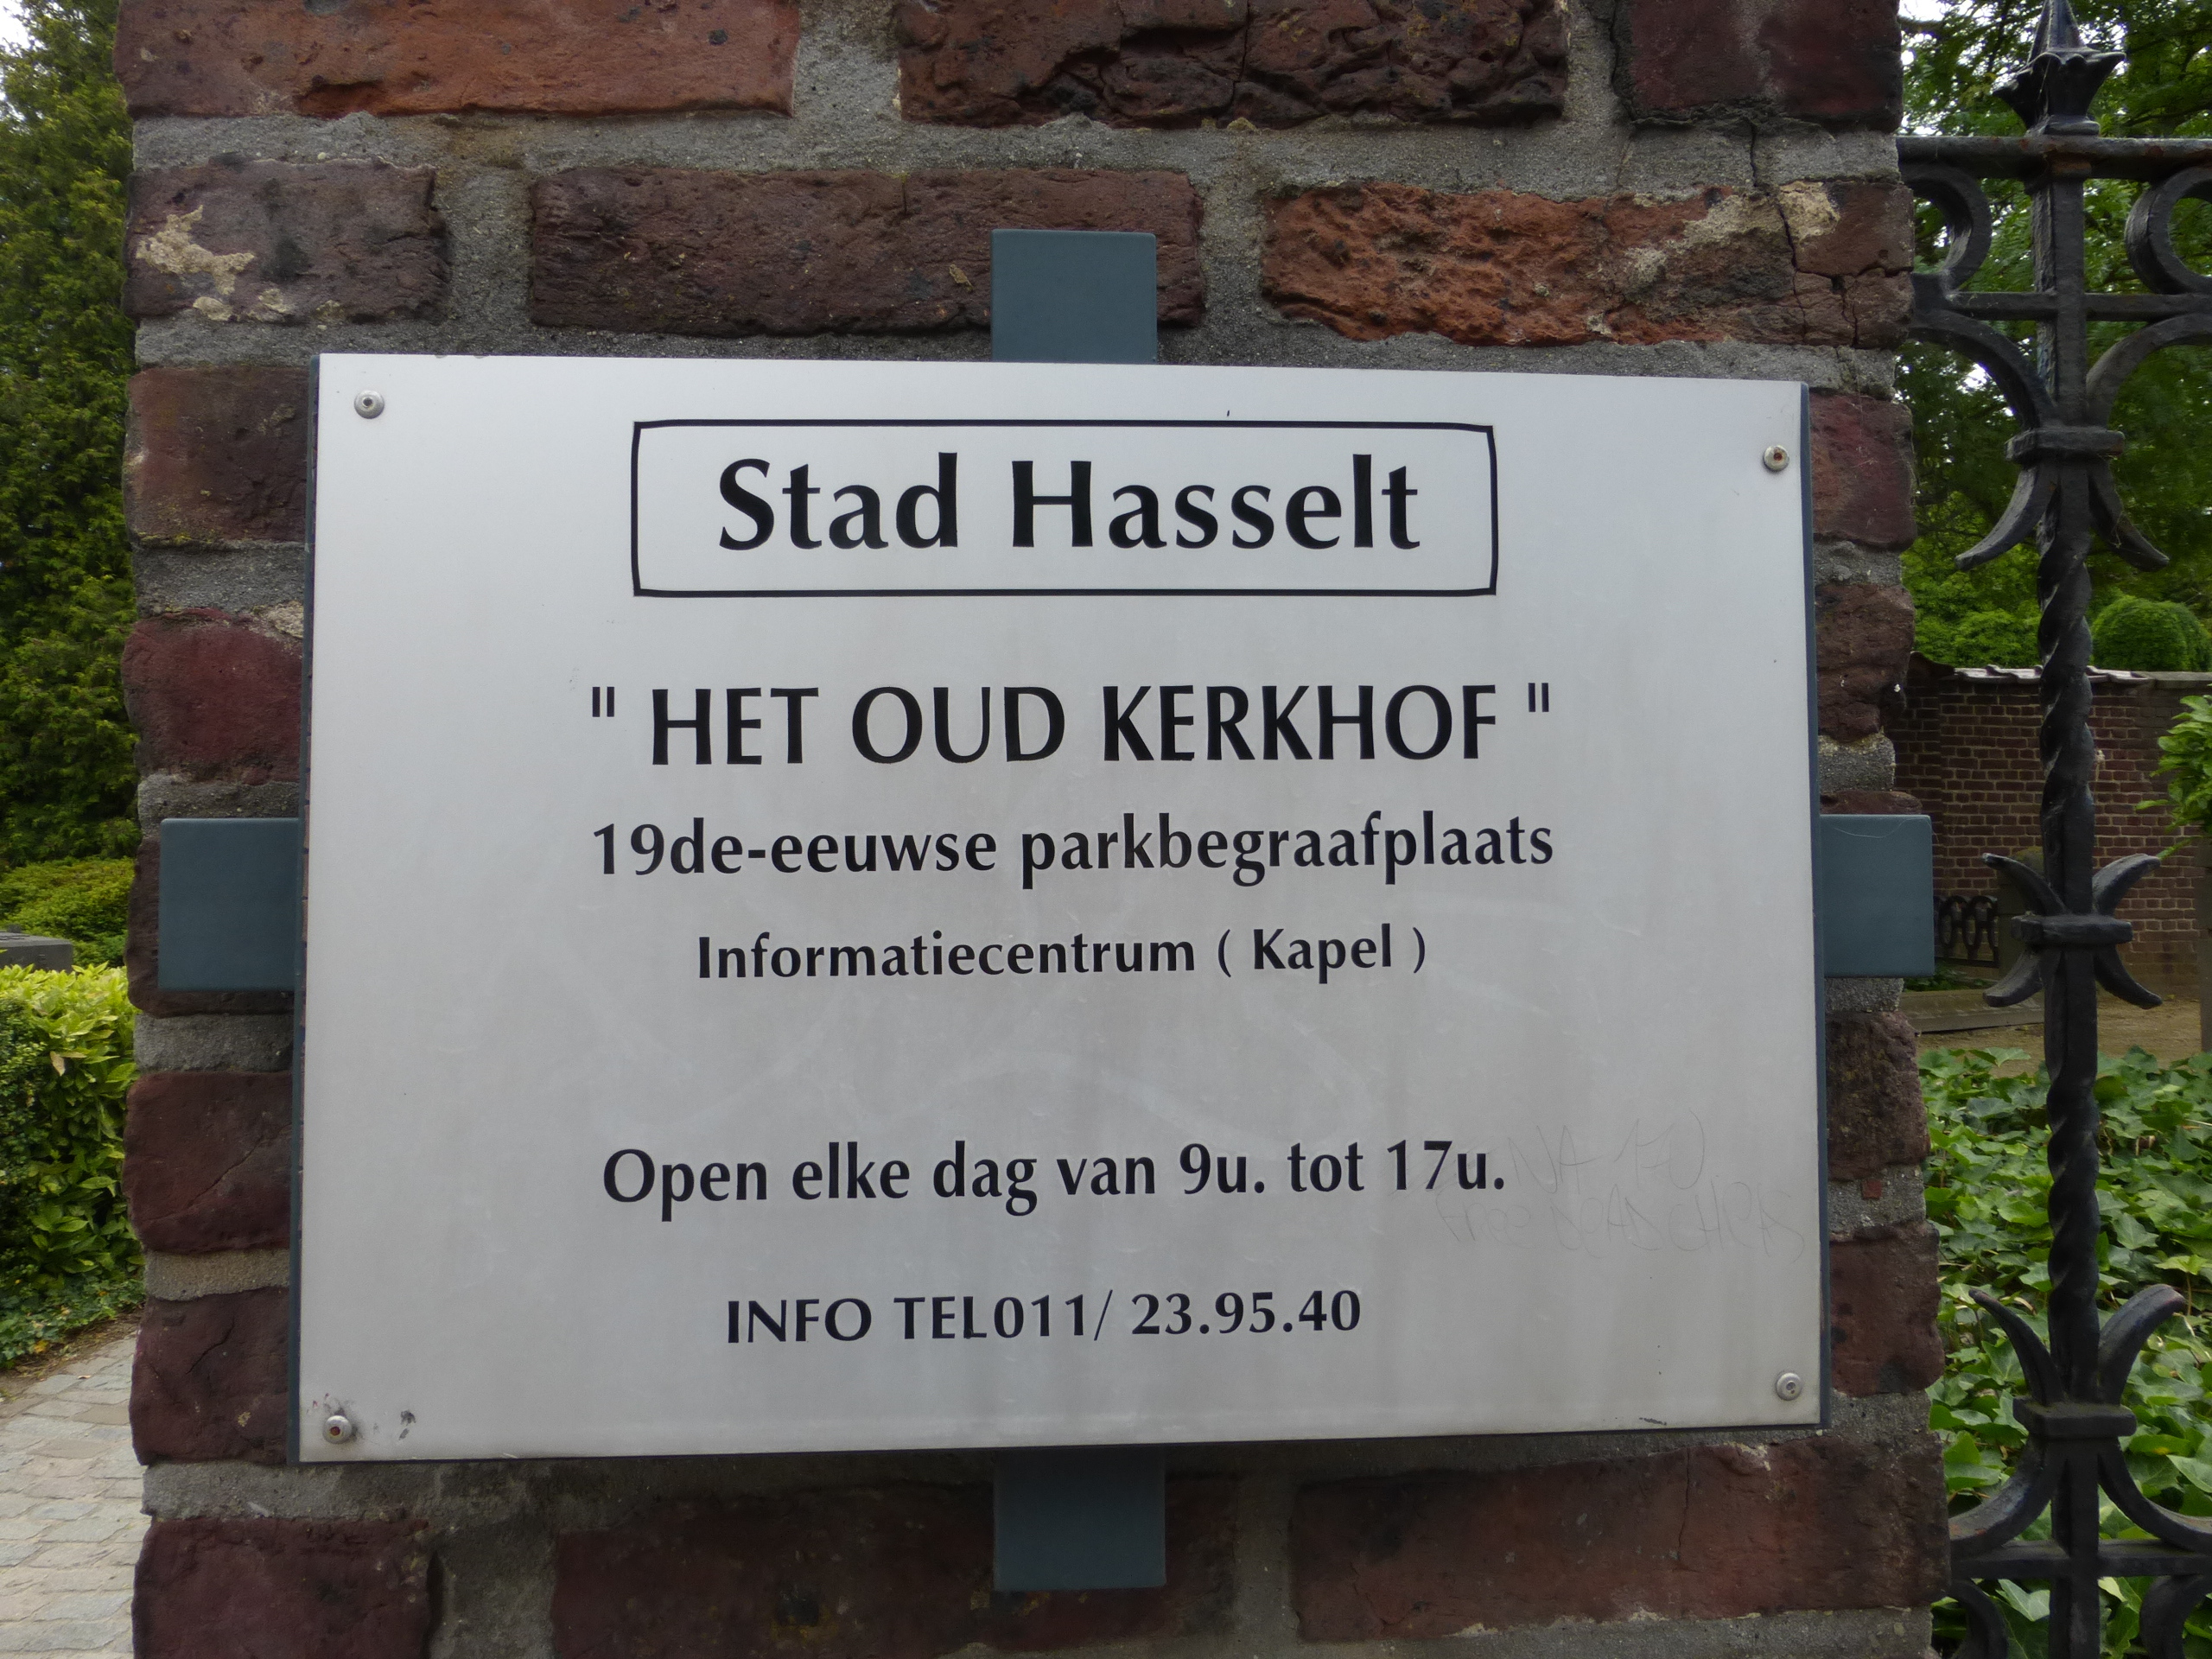 Stad Hasselt
" HET OUD KERKHOF "
19de-eeuwse parkbegraafplaats
Informatiecentrum ( Kapel )
Open elke dag van 9u. tot 17u.
INFO TEL011/ 23.95.40